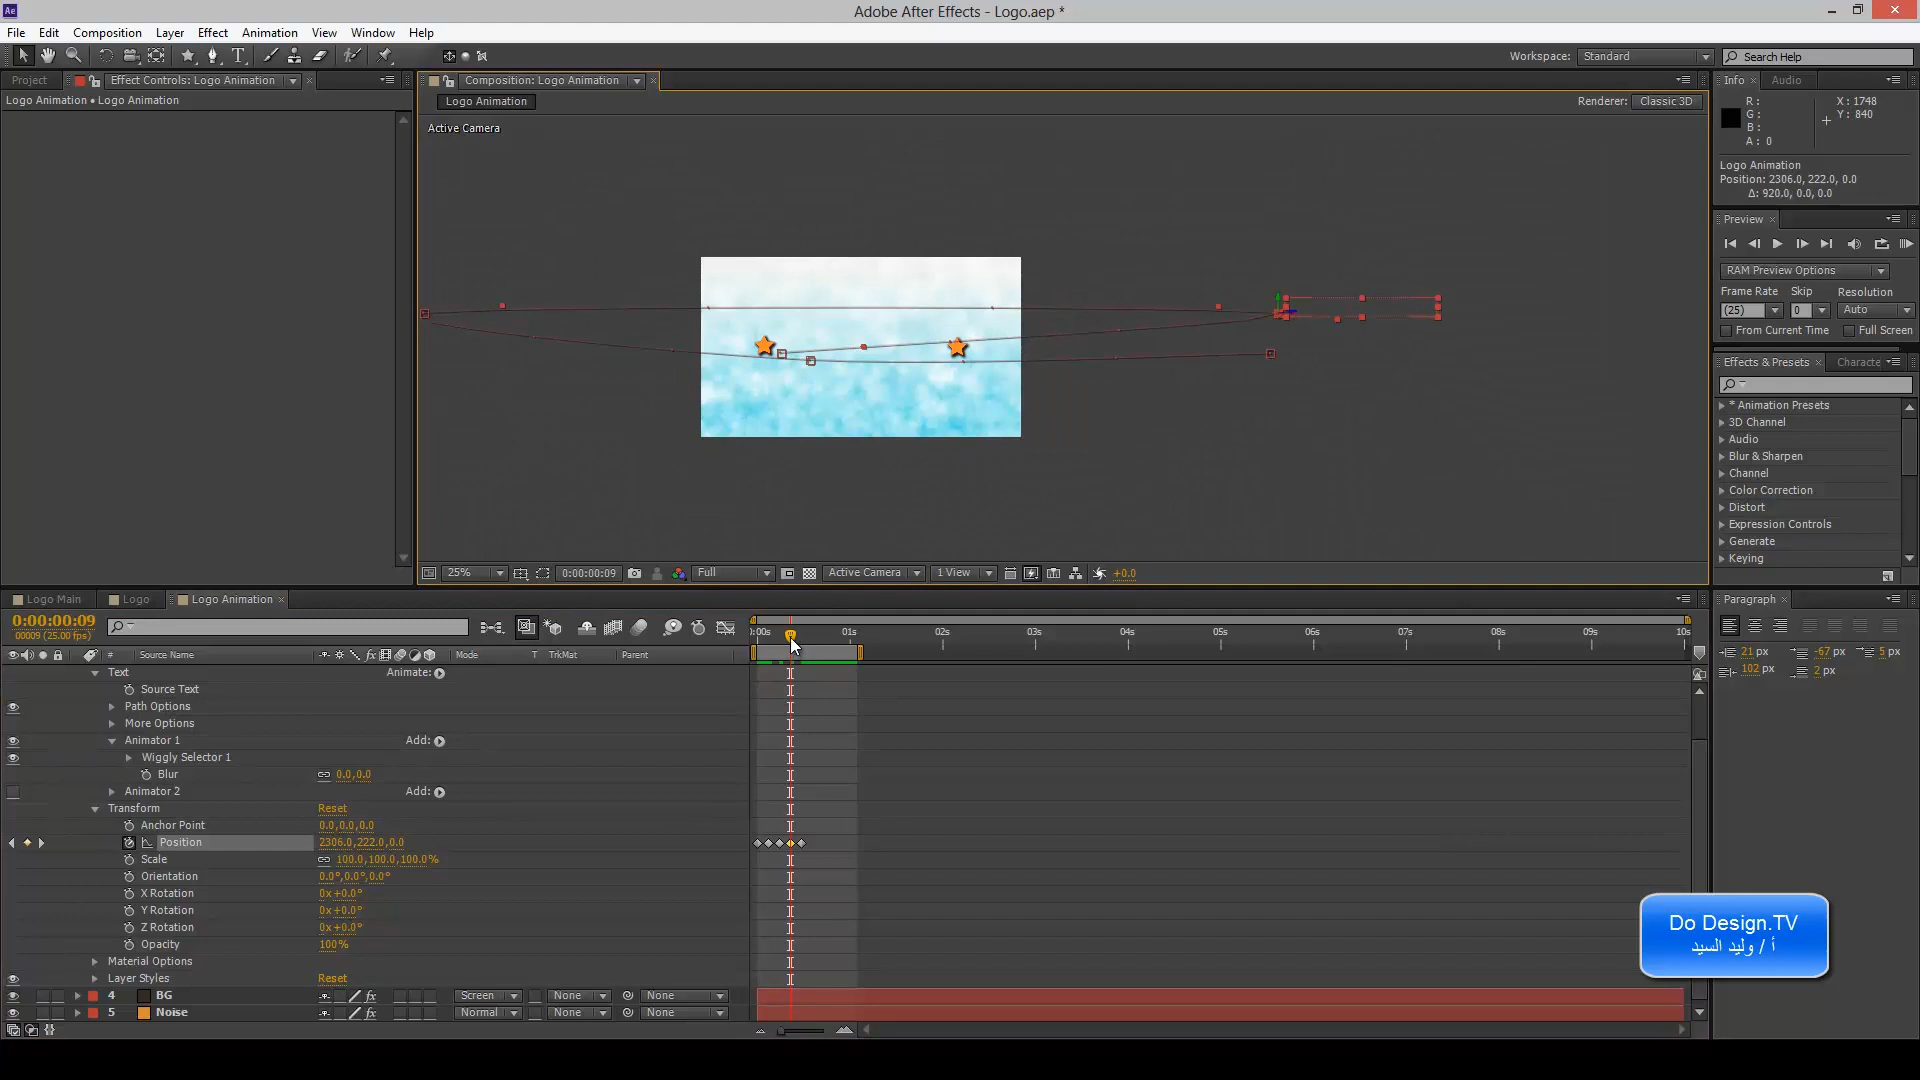 Adobe After Effects - Logo.aep *
File Edit Composition Layer Effect Animation View Window Help
Workspace: Standard
Search Help
Project
Effect Controls: Logo Animation
Composition: Logo Animation
Info
Audio
Logo Animation • Logo Animation
Logo Animation
Renderer: Classic 3D
R :
G :
B :
A : 0
X : 1748
Y : 840
Active Camera
Logo Animation
Position: 2306.0, 222.0, 0.0
Δ: 920.0, 0.0, 0.0
Preview
RAM Preview Options
Frame Rate Skip Resolution
(25) 0 Auto
From Current Time Full Screen
Effects & Presets
Characte
* Animation Presets
3D Channel
Audio
Blur & Sharpen
Channel
Color Correction
Distort
Expression Controls
Generate
Keying
25%
0:00:00:09
Full
Active Camera
1 View
+0.0
Logo Main
Logo
Logo Animation
Paragraph
0:00:00:09
00009 (25.00 fps)
01s 02s 03s 04s 05s 06s 07s 08s 09s 10s
# Source Name Mode T TrkMat Parent
21 px -67 px 5 px
102 px 2 px
Text Animate:
Source Text
Path Options
More Options
Animator 1 Add:
Wiggly Selector 1
Blur 0.0,0.0
Animator 2 Add:
Transform Reset
Anchor Point 0.0,0.0,0.0
Position 2306.0,222.0,0.0
Scale 100.0,100.0,100.0%
Orientation 0.0°,0.0°,0.0°
X Rotation 0x+0.0°
Y Rotation 0x+0.0°
Z Rotation 0x+0.0°
Opacity 100%
Material Options
Layer Styles Reset
4 BG Screen None None
5 Noise Normal None None
Do Design.TV
أ / وليد السيد